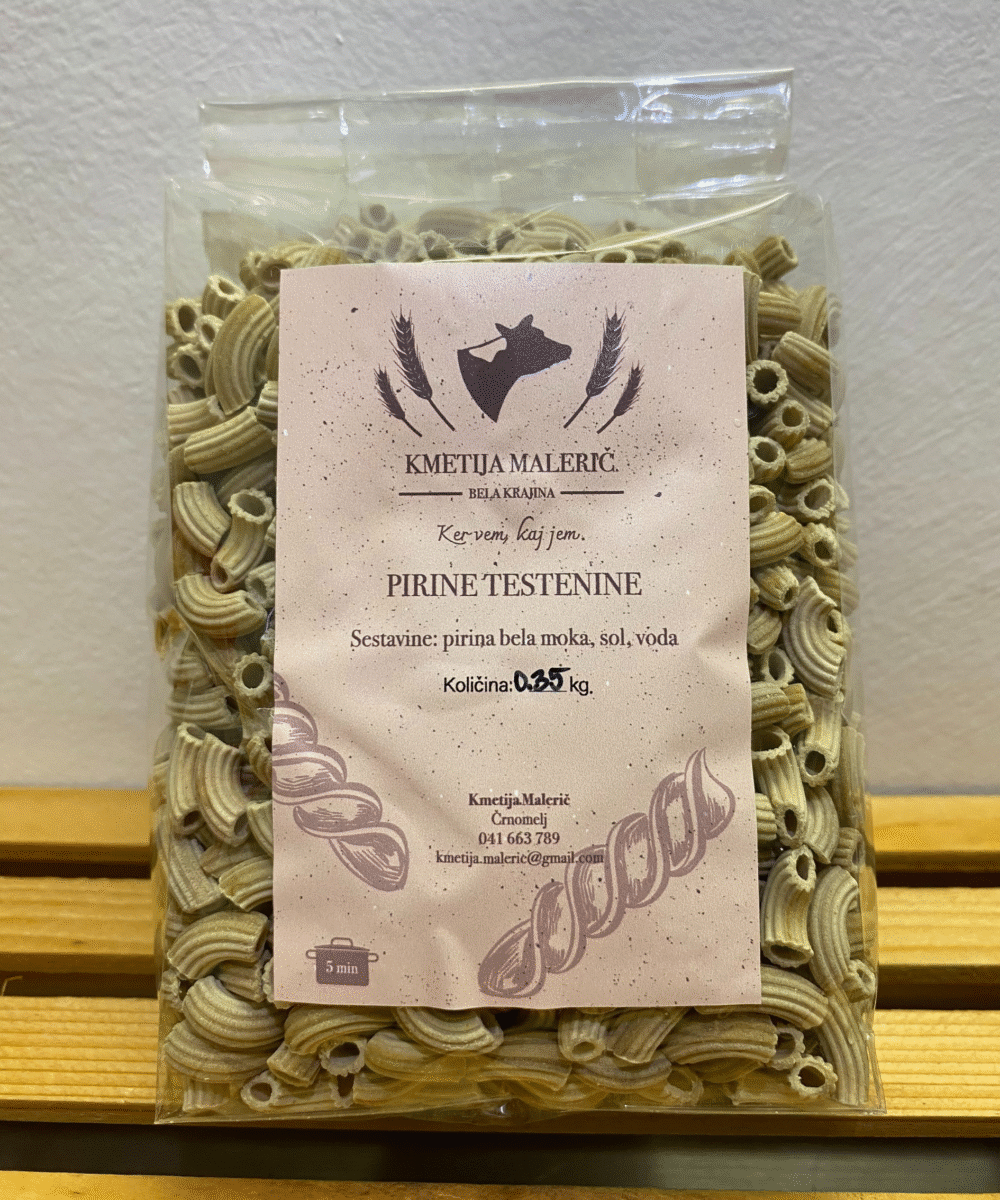 KMETIJA MALERIČ
BELA KRAJINA
Ker vem, kaj jem.
PIRINE TESTENINE
Sestavine: pirina bela moka, sol, voda
Količina: 0.35 kg.
Kmetija Malerič
Črnomelj
041 663 789
kmetija.maleric@gmail.com
5 min